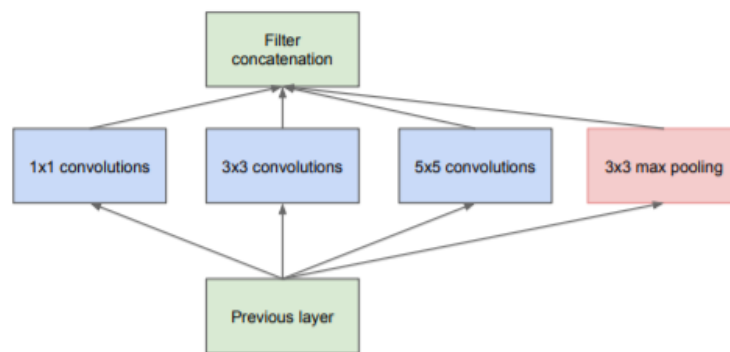 Filter
concatenation
1x1 convolutions
3x3 convolutions
5x5 convolutions
3x3 max pooling
Previous layer